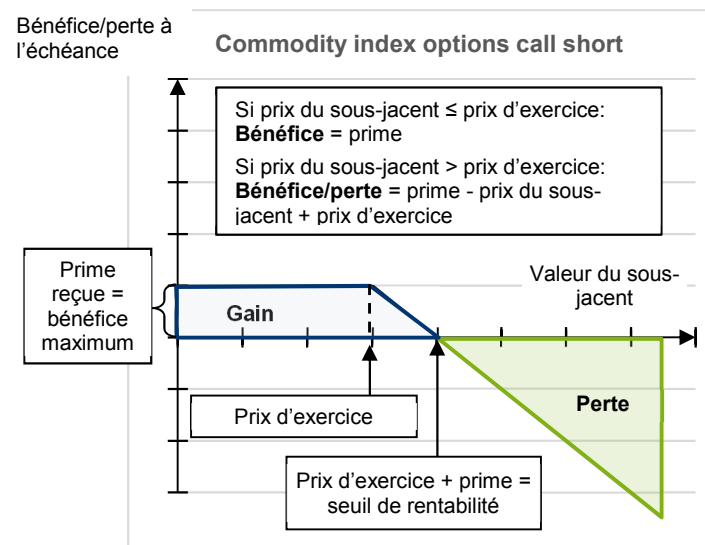 Bénéfice/perte à
l'échéance
Commodity index options call short
Si prix du sous-jacent ≤ prix d'exercice:
Bénéfice = prime
Si prix du sous-jacent > prix d'exercice:
Bénéfice/perte = prime - prix du sous-
jacent + prix d'exercice
Prime
reçue =
bénéfice
maximum
Gain
Valeur du sous-
jacent
Prix d'exercice
Perte
Prix d'exercice + prime =
seuil de rentabilité